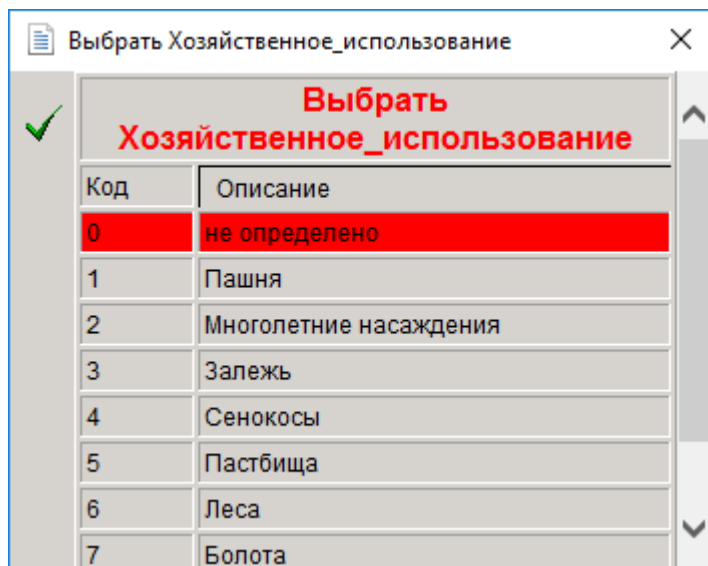 Выбрать Хозяйственное_использование
Выбрать
Хозяйственное_использование
Код Описание
0 не определено
1 Пашня
2 Многолетние насаждения
3 Залежь
4 Сенокосы
5 Пастбища
6 Леса
7 Болота